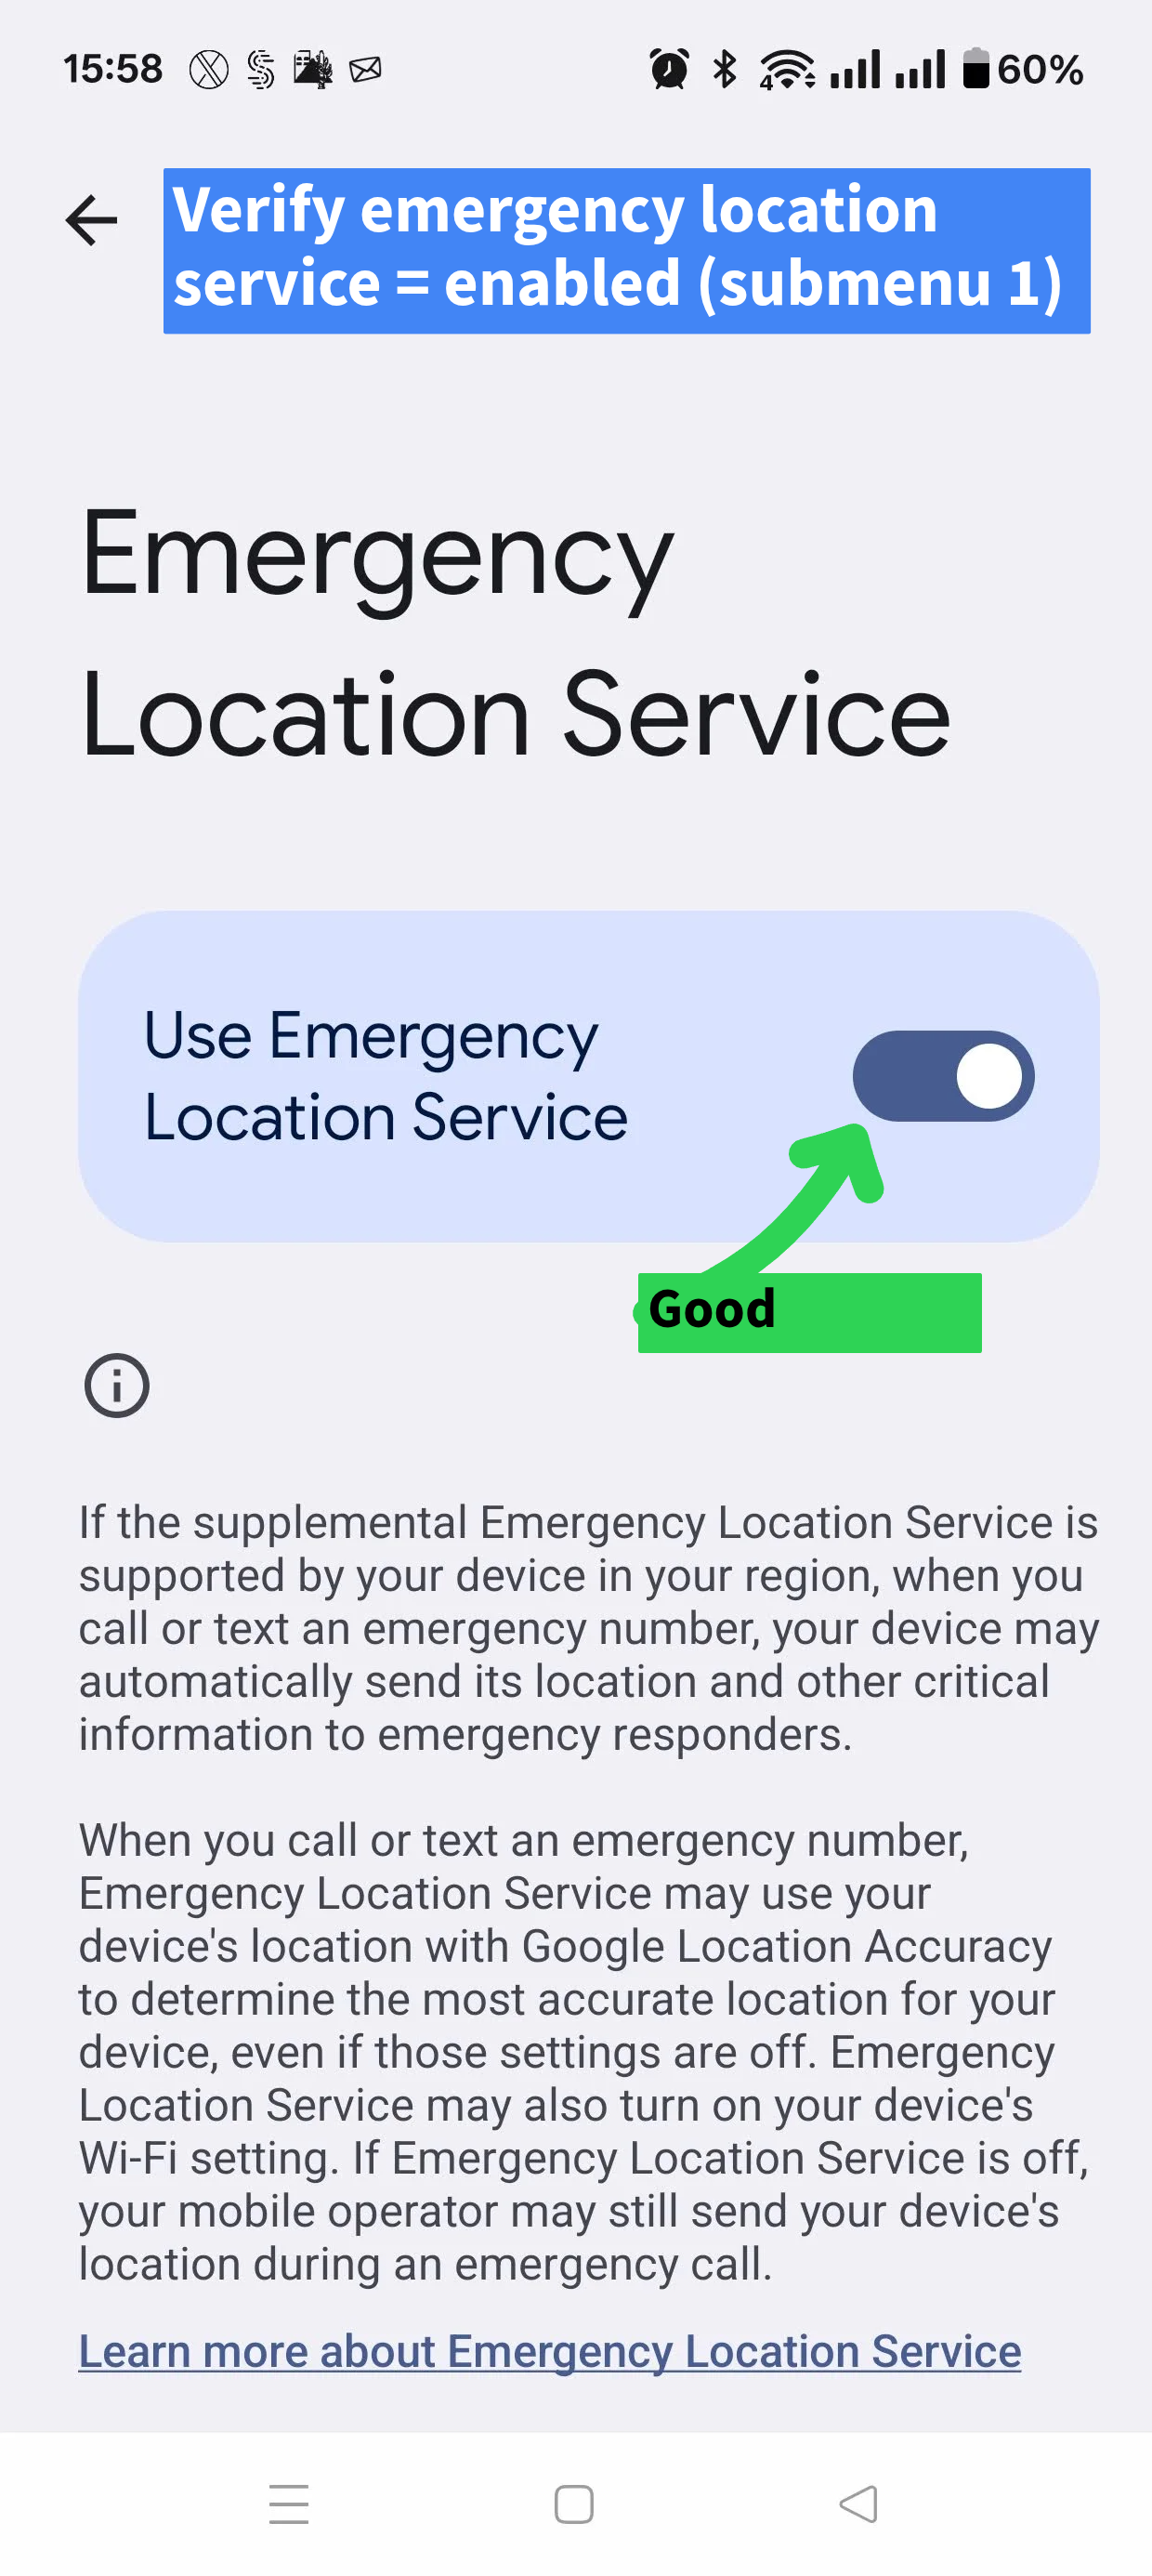 15:58
4
60%
Verify emergency location
service = enabled (submenu 1)
Emergency
Location Service
Use Emergency
Location Service
Good
If the supplemental Emergency Location Service is
supported by your device in your region, when you
call or text an emergency number, your device may
automatically send its location and other critical
information to emergency responders.
When you call or text an emergency number,
Emergency Location Service may use your
device's location with Google Location Accuracy
to determine the most accurate location for your
device, even if those settings are off. Emergency
Location Service may also turn on your device's
Wi-Fi setting. If Emergency Location Service is off,
your mobile operator may still send your device's
location during an emergency call.
Learn more about Emergency Location Service